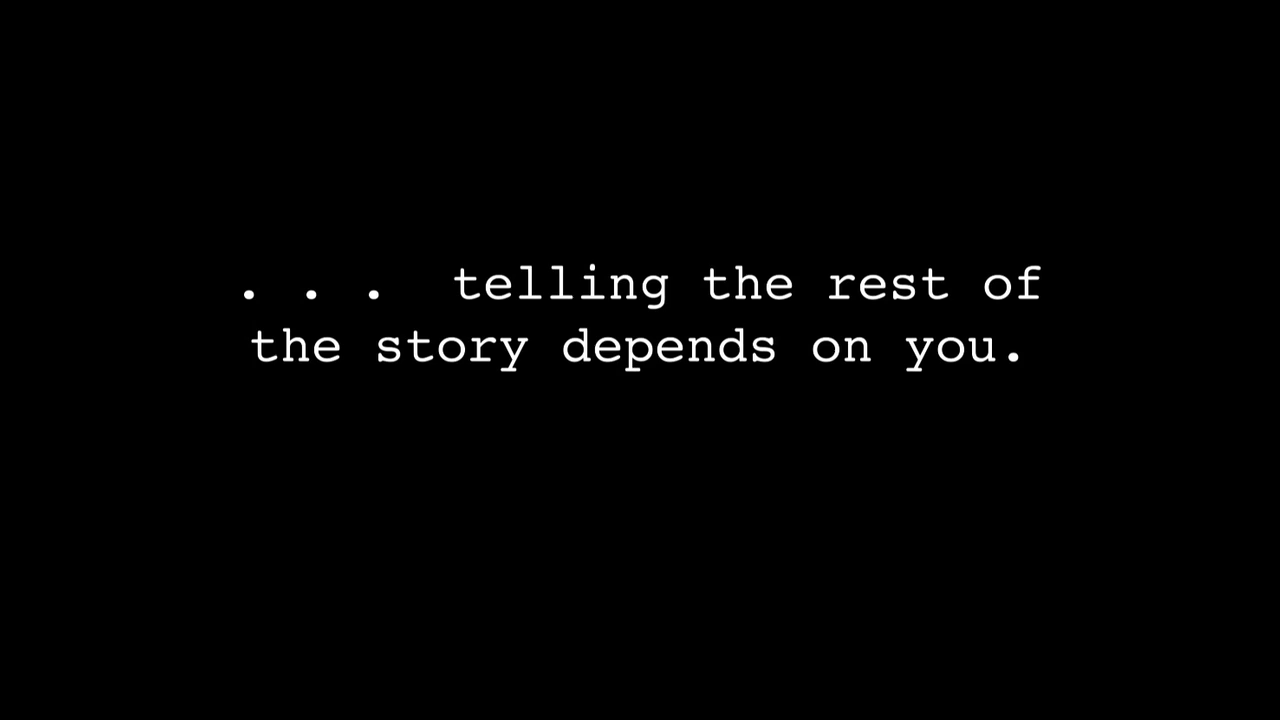 . . .  telling the rest of
the story depends on you.